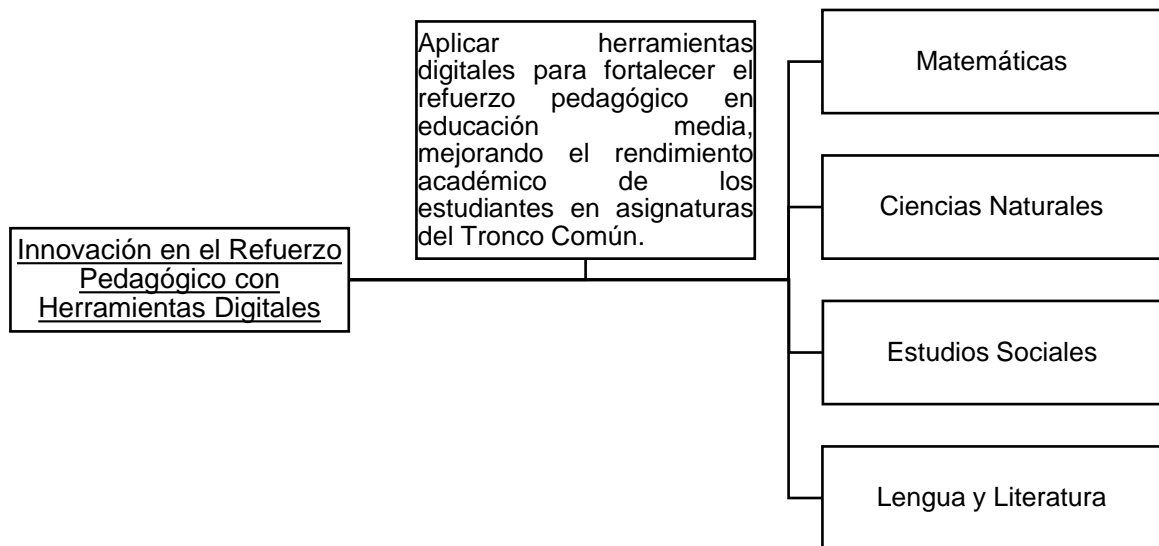 Innovación en el Refuerzo
Pedagógico con
Herramientas Digitales
Aplicar herramientas
digitales para fortalecer el
refuerzo pedagógico en
educación media,
mejorando el rendimiento
académico de los
estudiantes en asignaturas
del Tronco Común.
Matemáticas
Ciencias Naturales
Estudios Sociales
Lengua y Literatura